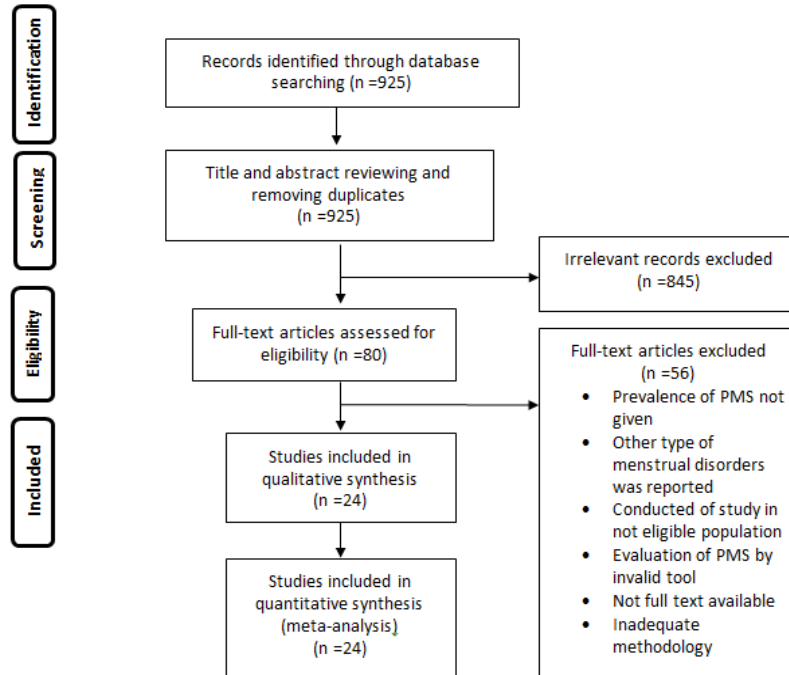 Identification
Records identified through database
searching (n =925)
Screening
Title and abstract reviewing and
removing duplicates
(n =925)
Irrelevant records excluded
(n =845)
Eligibility
Full-text articles assessed for
eligibility (n =80)
Full-text articles excluded
(n =56)
• Prevalence of PMS not
given
• Other type of
menstrual disorders
was reported
• Conducted of study in
not eligible population
• Evaluation of PMS by
invalid tool
• Not full text available
• Inadequate
methodology
Included
Studies included in
qualitative synthesis
(n =24)
Studies included in
quantitative synthesis
(meta-analysis)
(n =24)